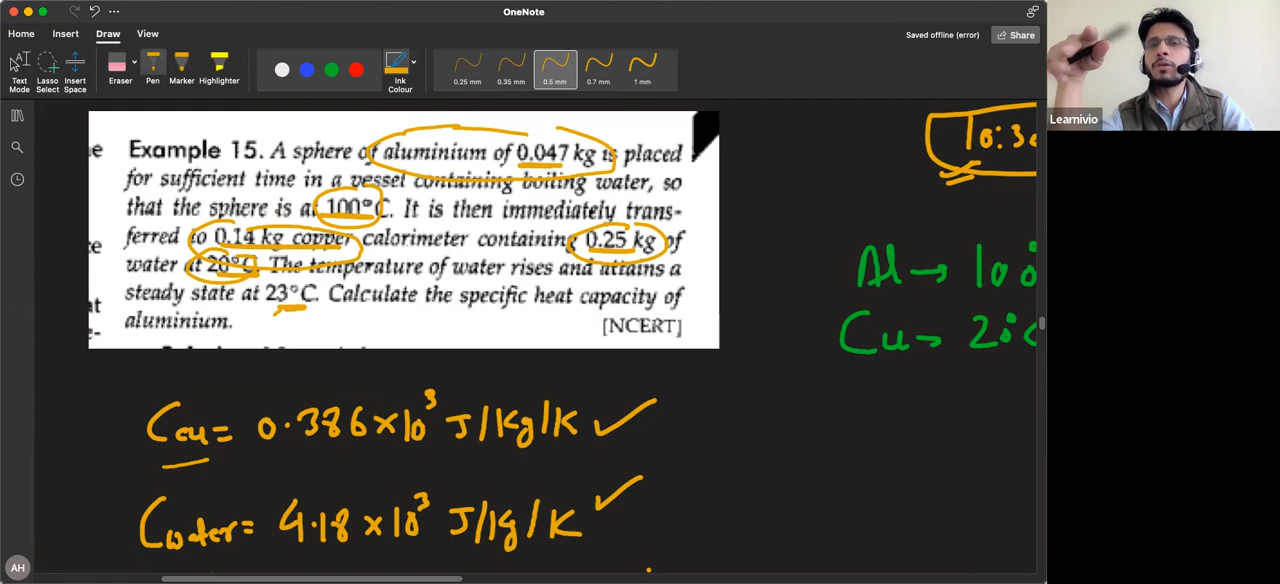 OneNote
Home Insert Draw View
Saved offline (error)
Share
Text Mode
Lasso Select
Insert Space
Eraser
Pen
Marker
Highlighter
Ink Colour
0.25 mm
0.35 mm
0.5 mm
0.7 mm
1 mm
Learnivio
10:3
Example 15. A sphere of aluminium of 0.047 kg is placed
for sufficient time in a vessel containing boiling water, so
that the sphere is at 100°C. It is then immediately trans-
ferred to 0.14 kg copper calorimeter containing 0.25 kg of
water at 20°C. The temperature of water rises and attains a
steady state at 23°C. Calculate the specific heat capacity of
aluminium. [NCERT]
Al → 100
Cu → 20°C
Ccu = 0.386 × 10³ J/Kg/K ✓
Cwater = 4.18 × 10³ J/Kg/K ✓
AH